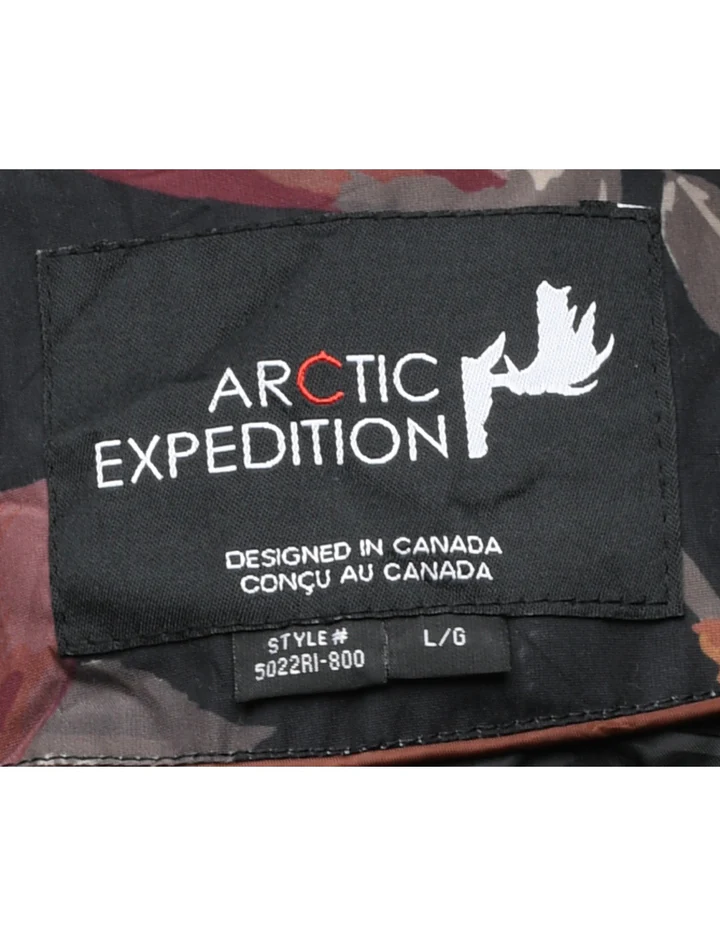 ARCTIC
EXPEDITION
DESIGNED IN CANADA
CONÇU AU CANADA
STYLE#
5022RI-800
L/G